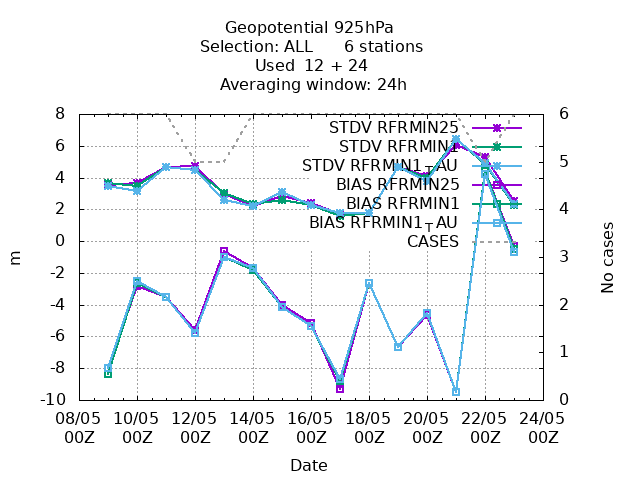 Geopotential 925hPa
Selection: ALL      6 stations
Used  12 + 24
Averaging window: 24h
8
6
4
2
0
-2
-4
-6
-8
-10
m
6
5
4
3
2
1
0
No cases
STDV RFRMIN25
STDV RFRMIN1
STDV RFRMIN1TAU
BIAS RFRMIN25
BIAS RFRMIN1
BIAS RFRMIN1TAU
CASES
08/05 10/05 12/05 14/05 16/05 18/05 20/05 22/05 24/05
00Z 00Z 00Z 00Z 00Z 00Z 00Z 00Z 00Z
Date